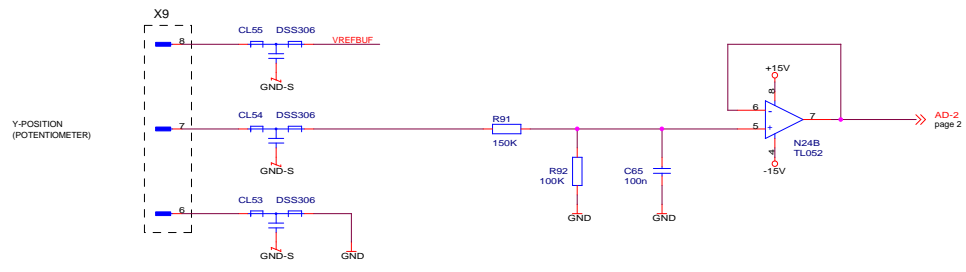 X9
8
CL55 DSS306
VREFBUF
GND-S
+15V
8
6
-
7
5
+
AD-2
page 2
N24B
TL052
4
-15V
Y-POSITION
(POTENTIOMETER)
7
CL54 DSS306
GND-S
R91
150K
R92
100K
GND
C65
100n
GND
6
CL53 DSS306
GND-S
GND